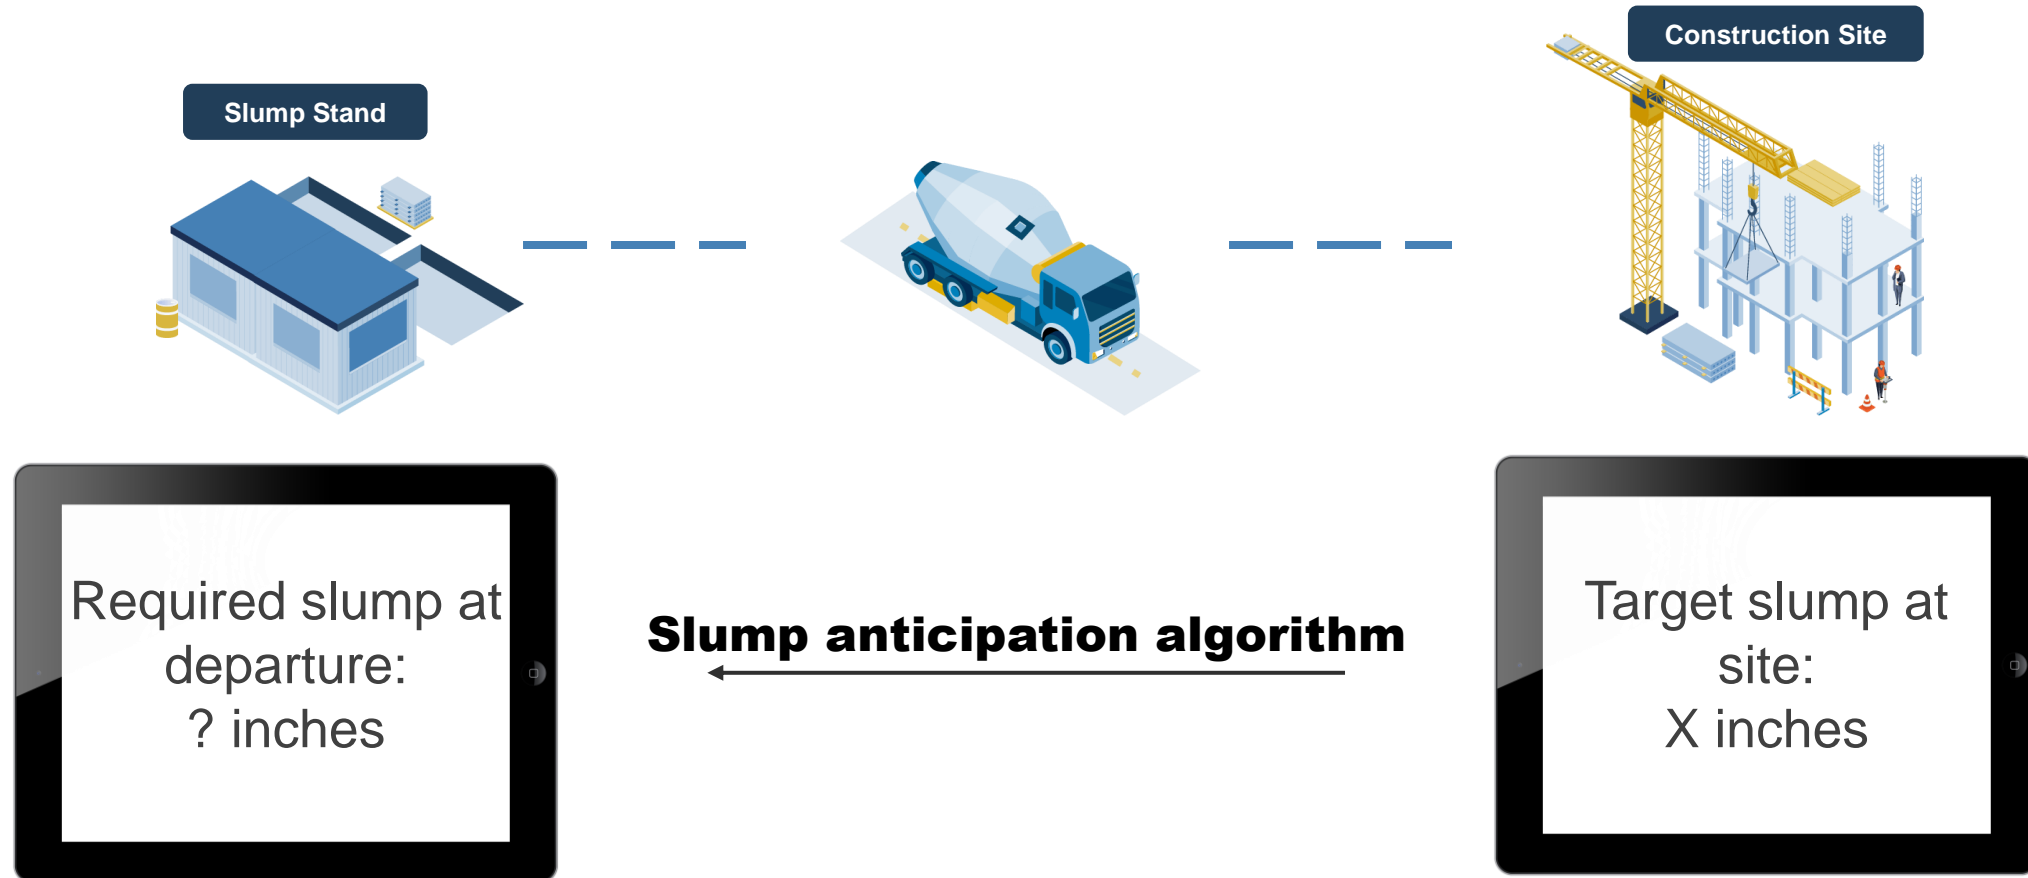 Construction Site
Slump Stand
Required slump at
departure:
? inches
Slump anticipation algorithm
Target slump at
site:
X inches